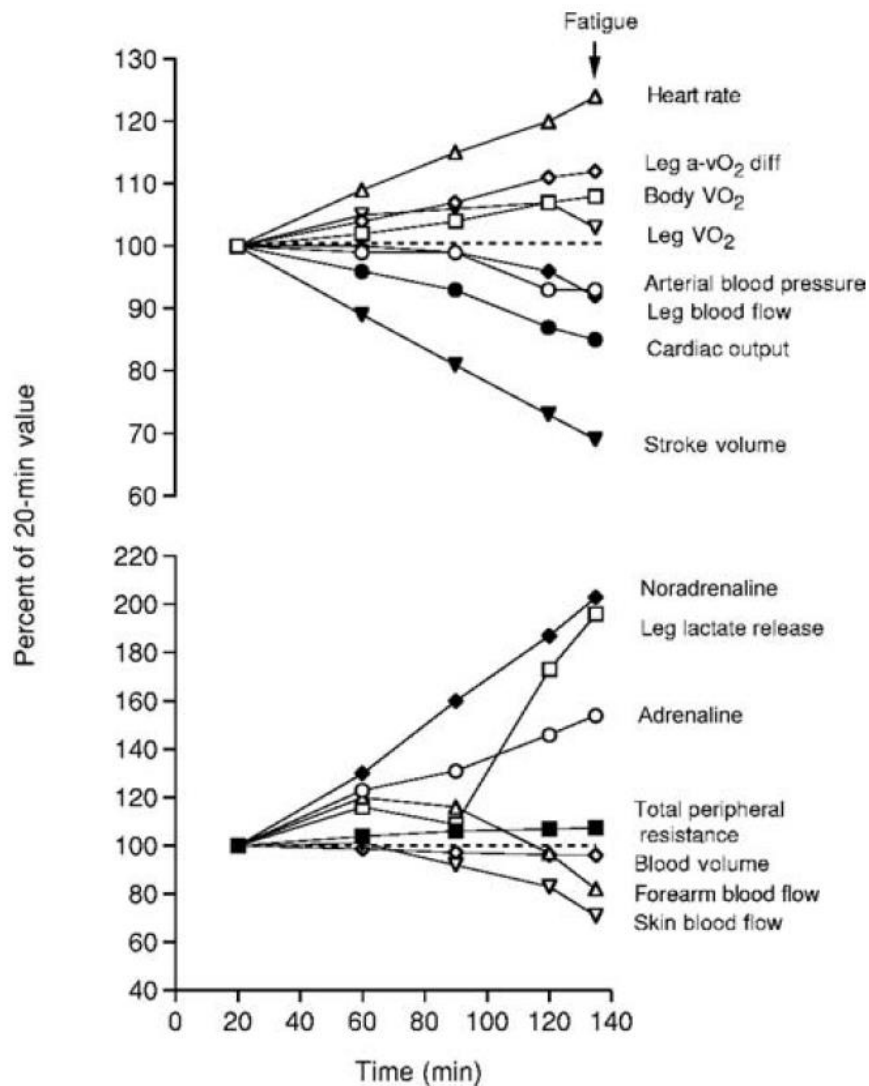 Fatigue
130
120
110
100
90
80
70
60
Heart rate
Leg a-vO₂ diff
Body VO₂
Leg VO₂
Arterial blood pressure
Leg blood flow
Cardiac output
Stroke volume
Percent of 20-min value
220
200
180
160
140
120
100
80
60
40
Noradrenaline
Leg lactate release
Adrenaline
Total peripheral
resistance
Blood volume
Forearm blood flow
Skin blood flow
0 20 40 60 80 100 120 140
Time (min)